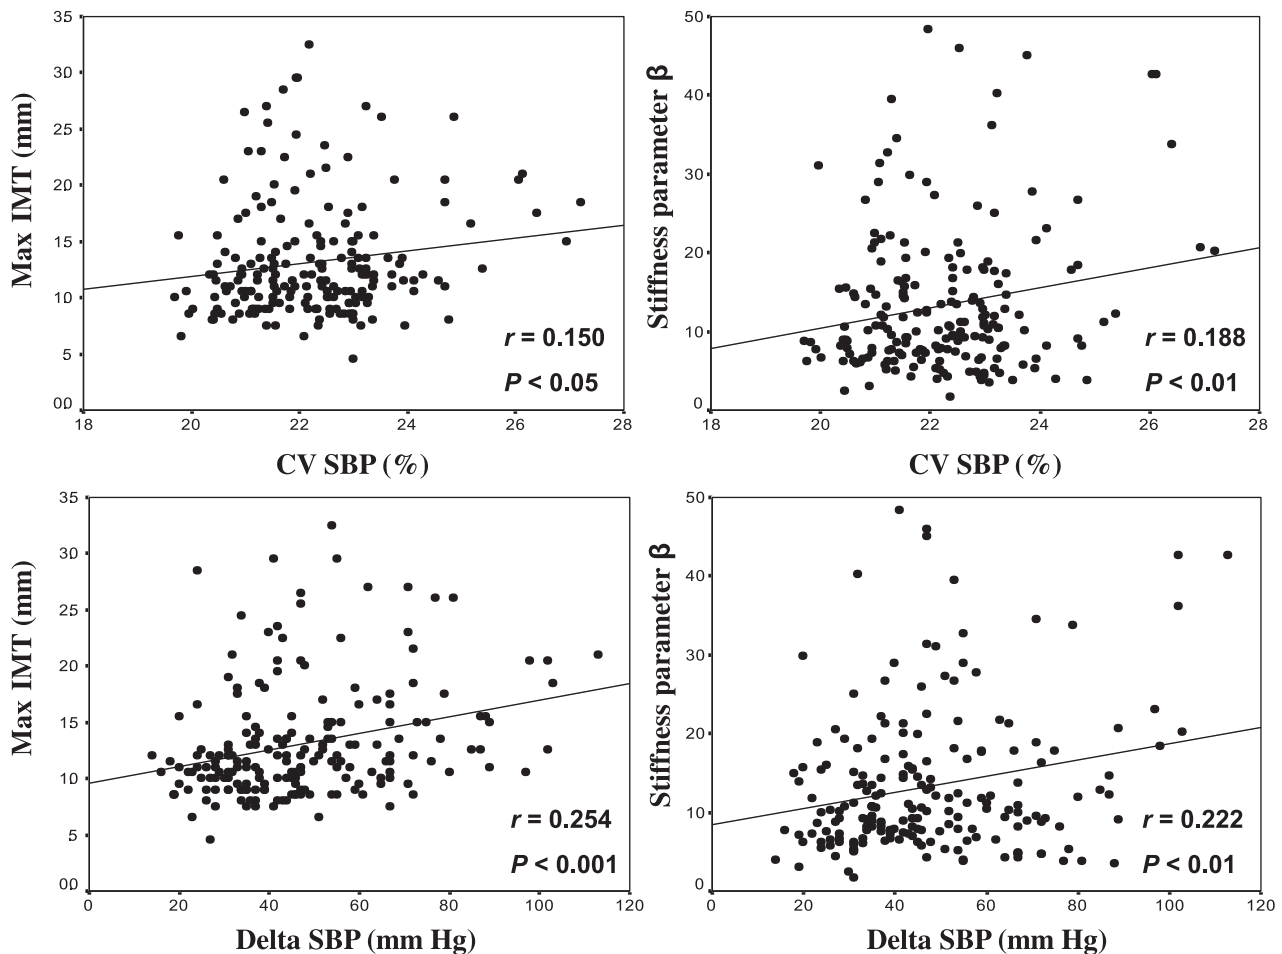 35
30
25
20
15
10
5
00
Max IMT (mm)
r = 0.150
P < 0.05
18 20 22 24 26 28
CV SBP (%)
50
40
30
20
10
0
Stiffness parameter β
r = 0.188
P < 0.01
18 20 22 24 26 28
CV SBP (%)
35
30
25
20
15
10
5
00
Max IMT (mm)
r = 0.254
P < 0.001
0 20 40 60 80 100 120
Delta SBP (mm Hg)
50
40
30
20
10
0
Stiffness parameter β
r = 0.222
P < 0.01
0 20 40 60 80 100 120
Delta SBP (mm Hg)